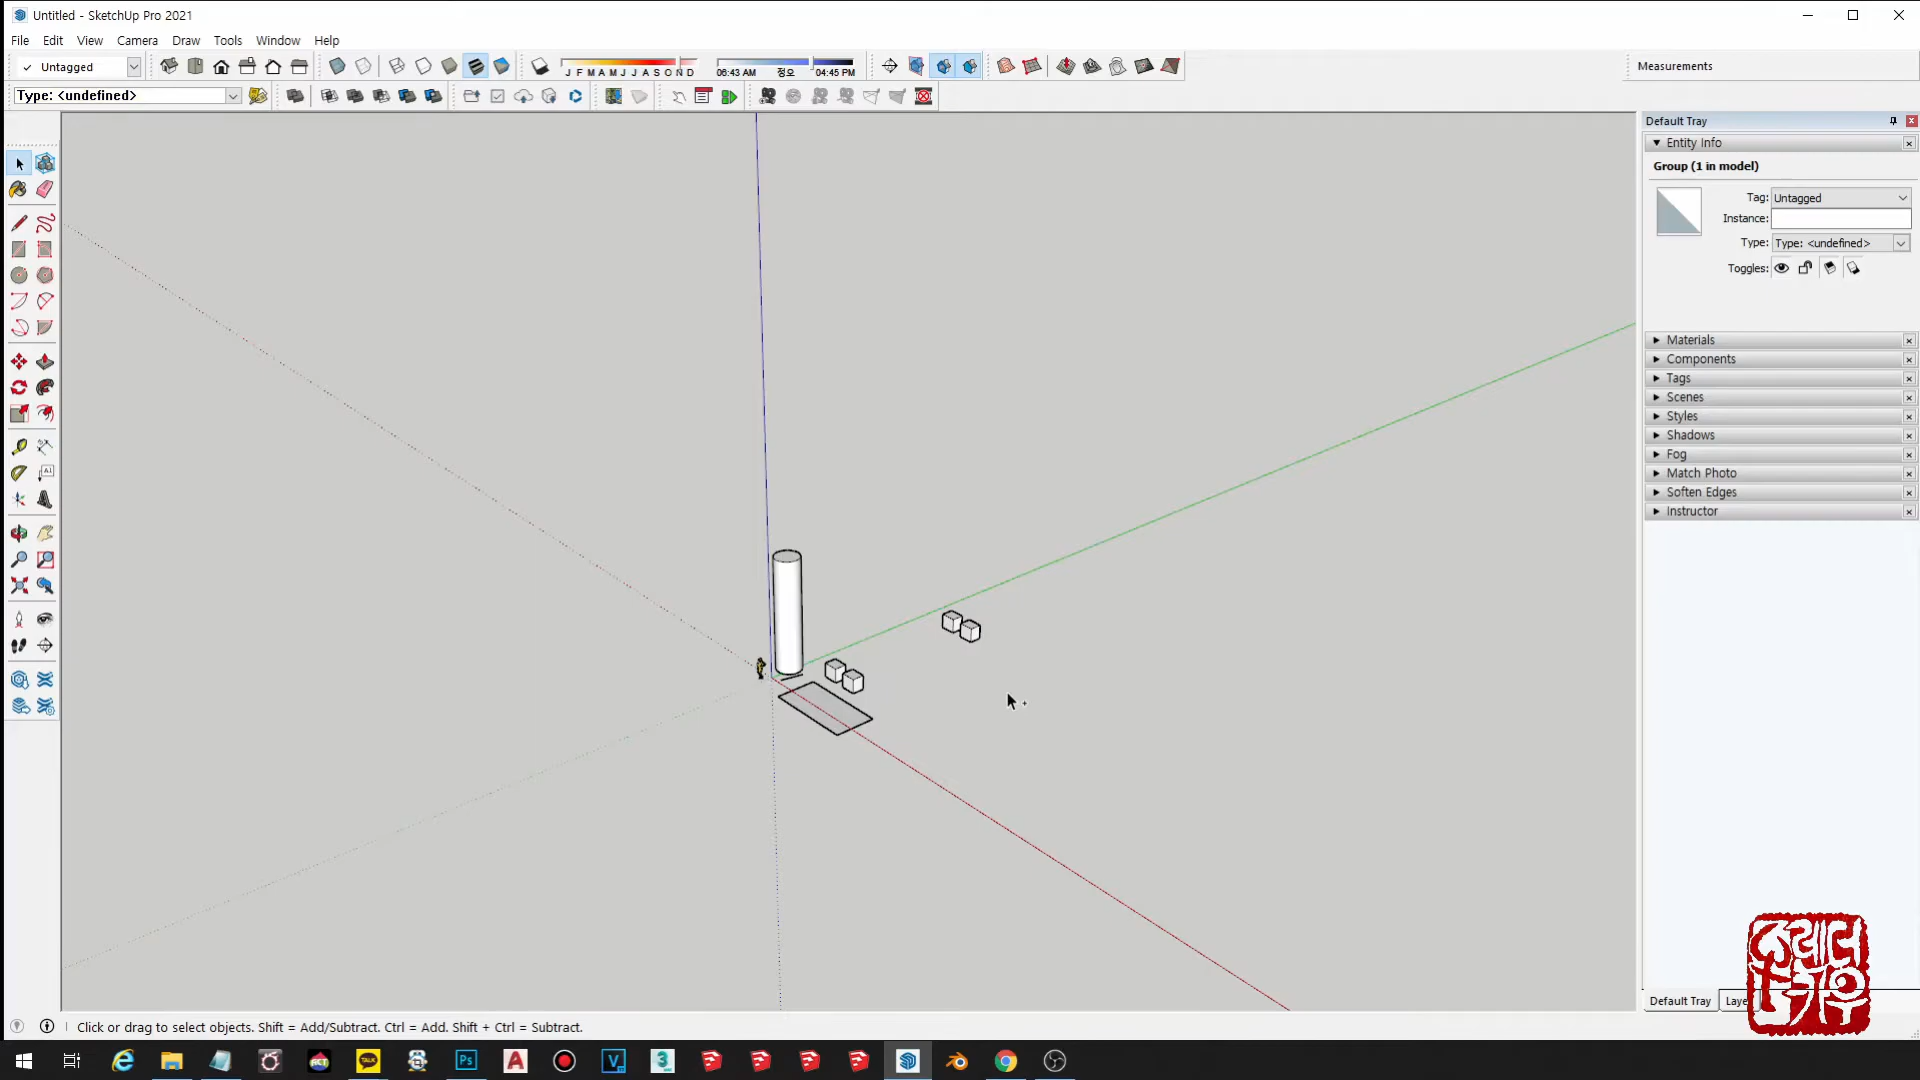 Untitled - SketchUp Pro 2021
File Edit View Camera Draw Tools Window Help
Untagged
J F M A M J J A S O N D
06:43 AM 정오 04:45 PM
Measurements
Type: <undefined>
Default Tray
Entity Info
Group (1 in model)
Tag: Untagged
Instance:
Type: Type: <undefined>
Toggles:
Materials
Components
Tags
Scenes
Styles
Shadows
Fog
Match Photo
Soften Edges
Instructor
Default Tray
Click or drag to select objects. Shift = Add/Subtract. Ctrl = Add. Shift + Ctrl = Subtract.
TALK
Ps
A
V
3